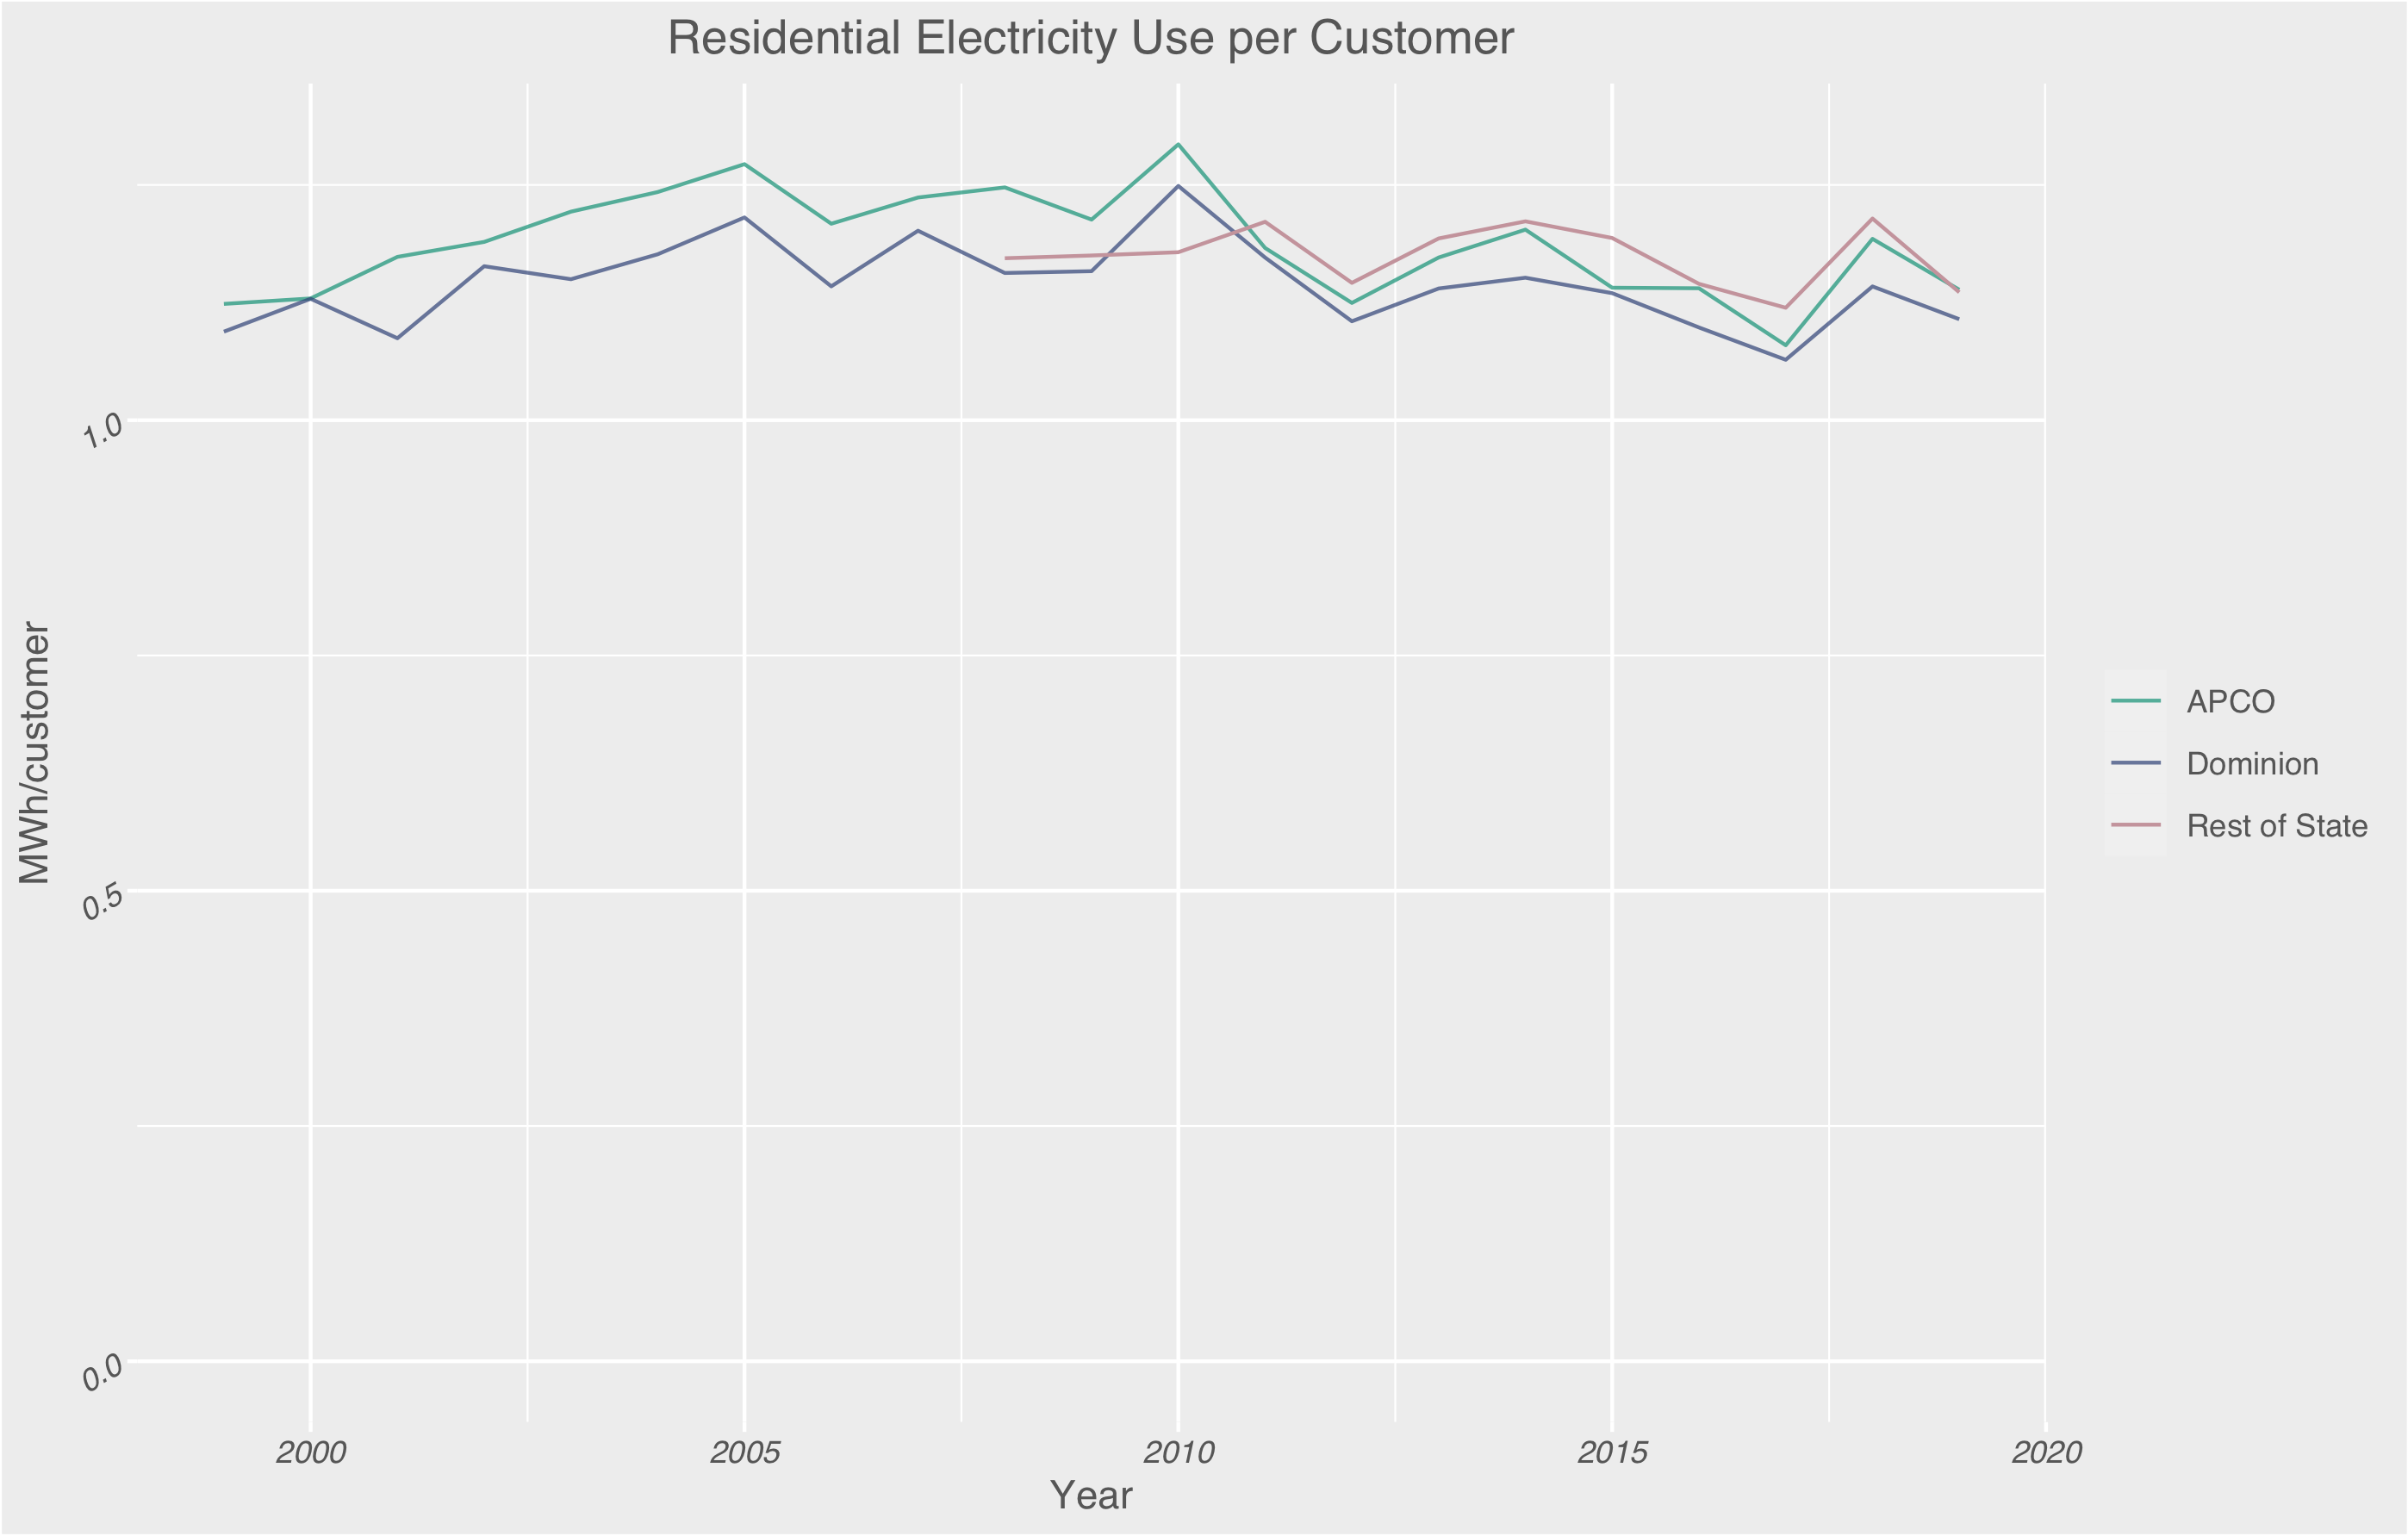 Residential Electricity Use per Customer
MWh/customer
1.0
0.5
0.0
APCO
Dominion
Rest of State
2000 2005 2010 2015 2020
Year